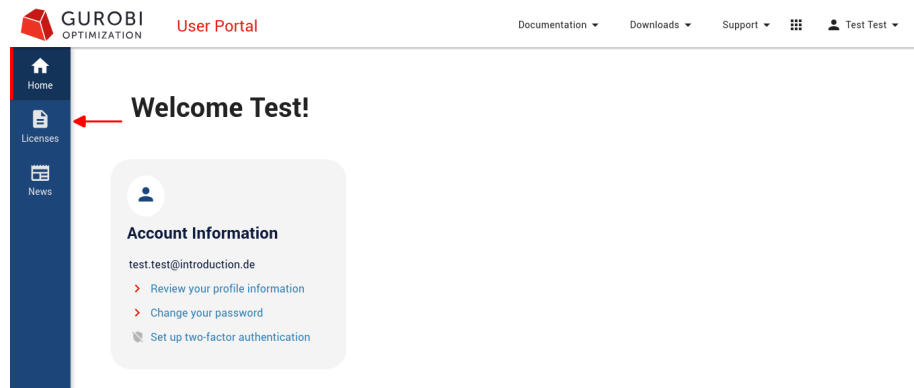 GUROBI
OPTIMIZATION
User Portal
Documentation
Downloads
Support
Test Test
Home
Licenses
News
Welcome Test!
Account Information
test.test@introduction.de
Review your profile information
Change your password
Set up two-factor authentication